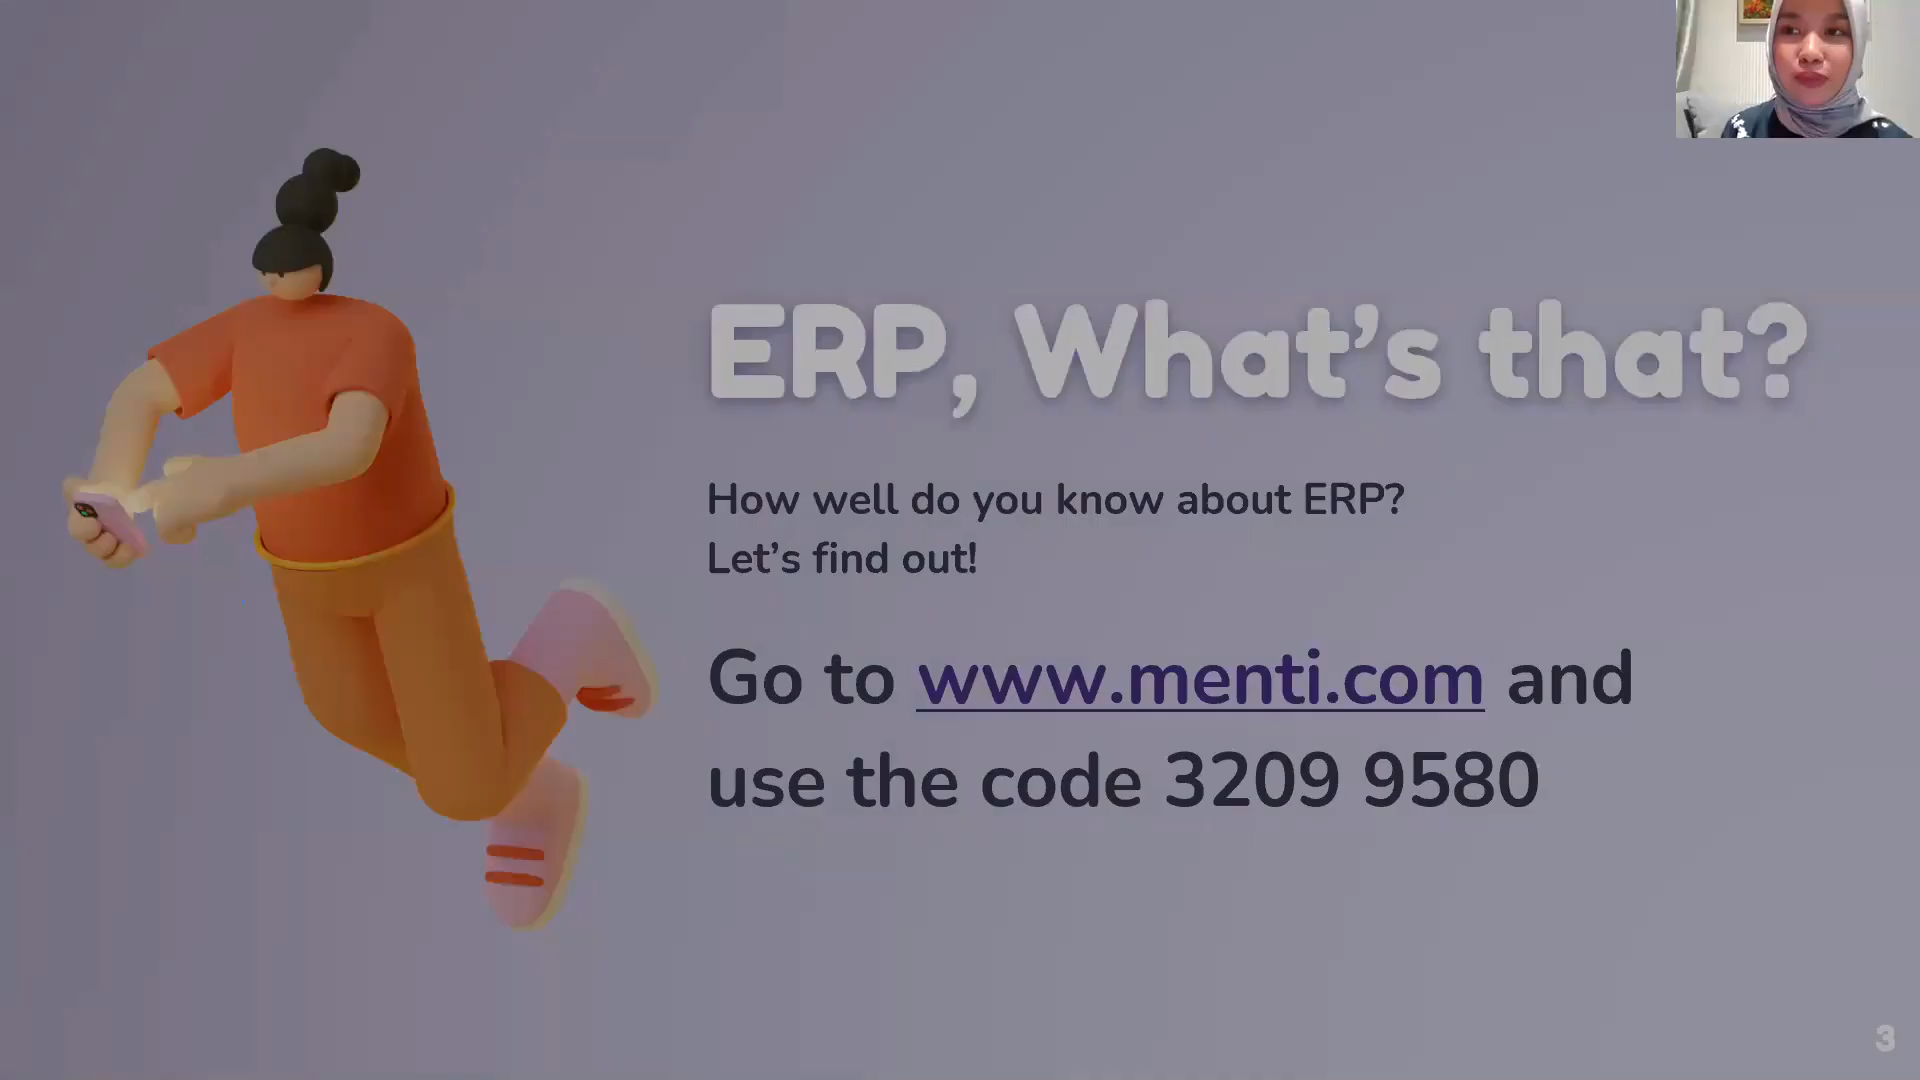 ERP, What's that?
How well do you know about ERP?
Let's find out!
Go to www.menti.com and
use the code 3209 9580
3